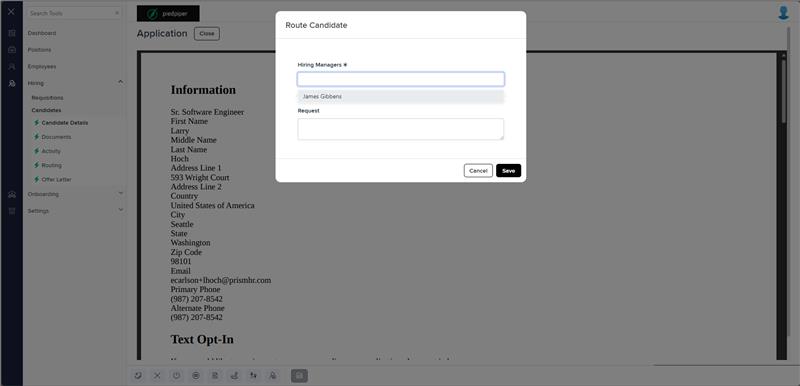 Search Tools
Dashboard
Positions
Employees
Hiring
Requisitions
Candidates
Candidate Details
Documents
Activity
Routing
Offer Letter
Onboarding
Settings
piedpiper
Application
Close
Information
Sr. Software Engineer
First Name
Larry
Middle Name
Last Name
Hoch
Address Line 1
593 Wright Court
Address Line 2
Country
United States of America
City
Seattle
State
Washington
Zip Code
98101
Email
ecarlson+lhoch@prismhr.com
Primary Phone
(987) 207-8542
Alternate Phone
(987) 207-8542
Text Opt-In
Route Candidate
Hiring Managers *
James Gibbens
Request
Cancel
Save